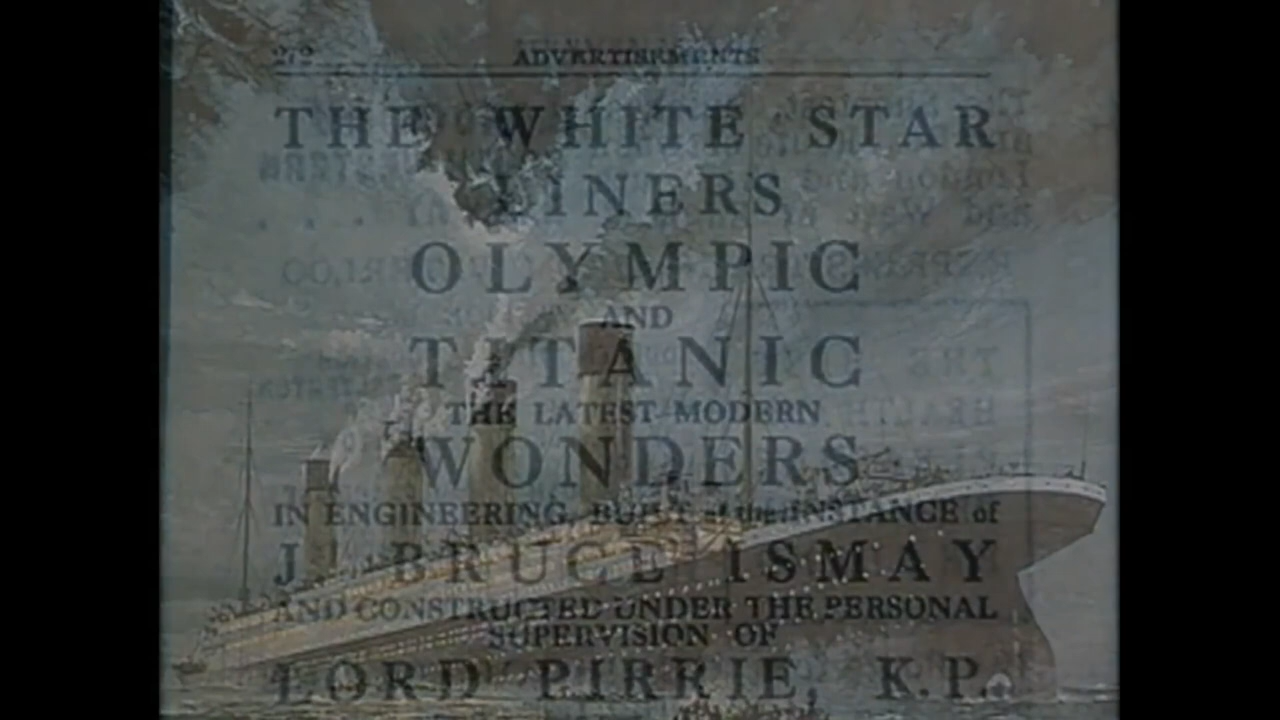 272 ADVERTISEMENTS
THE WHITE STAR
LINERS
OLYMPIC
AND
TITANIC
THE LATEST MODERN
WONDERS
IN ENGINEERING, BUILT at the INSTANCE of
J. BRUCE ISMAY
AND CONSTRUCTED UNDER THE PERSONAL
SUPERVISION OF
LORD PIRRIE, K.P.